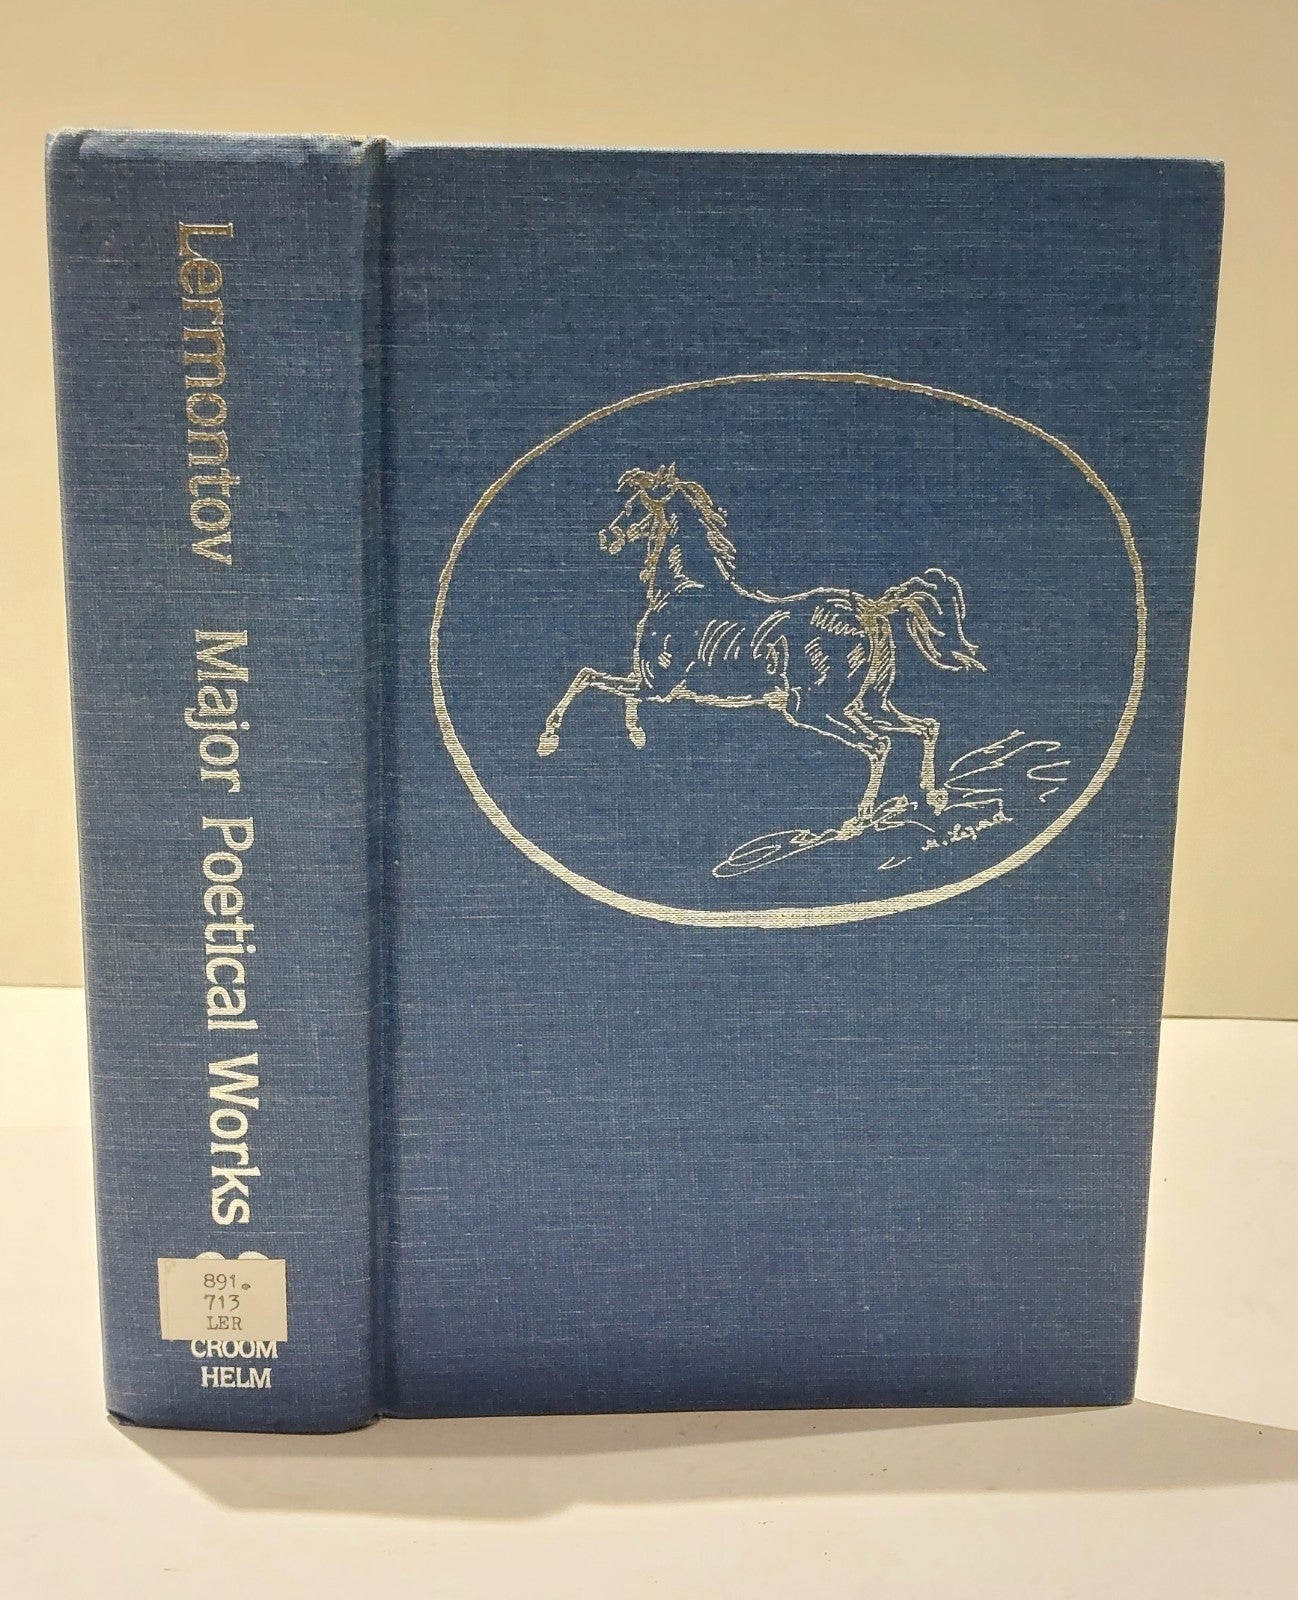 Lermontov Major Poetical Works
891.
713
LER
CROOM
HELM